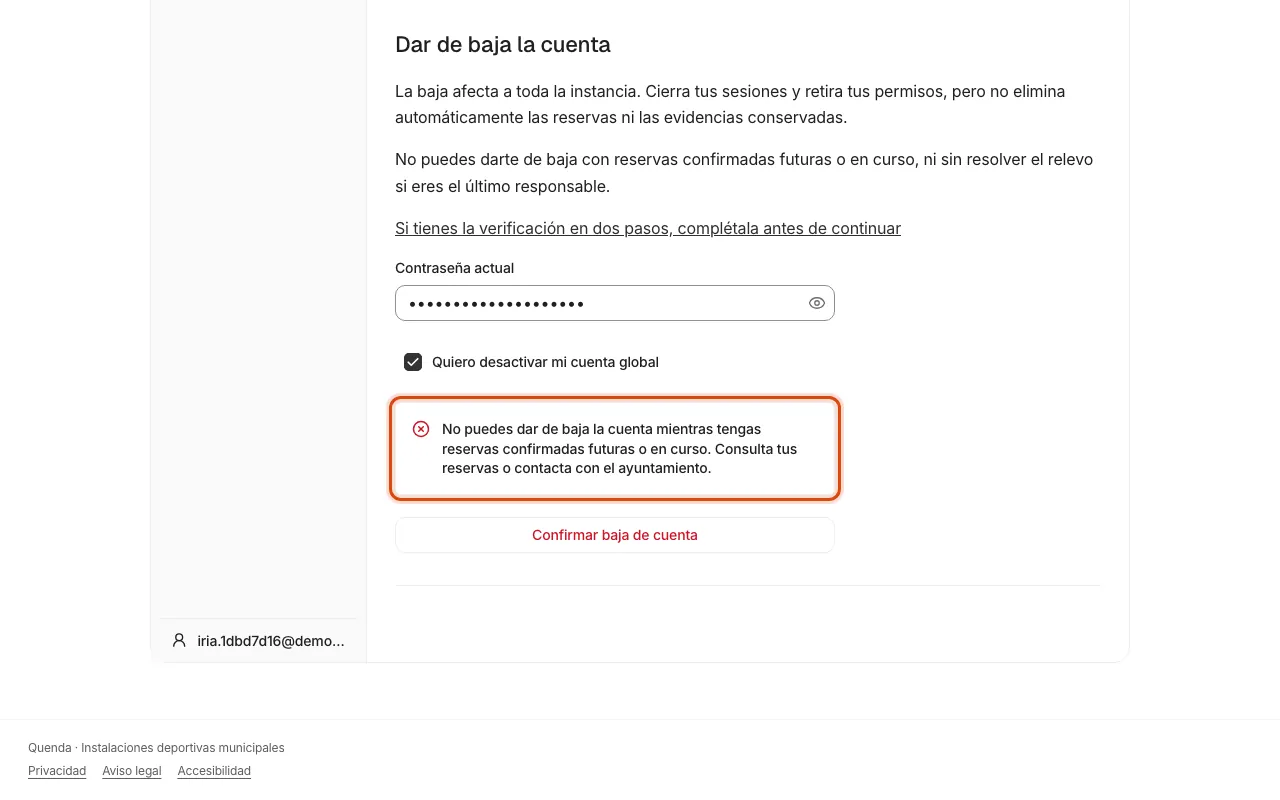 Dar de baja la cuenta
La baja afecta a toda la instancia. Cierra tus sesiones y retira tus permisos, pero no elimina
automáticamente las reservas ni las evidencias conservadas.
No puedes darte de baja con reservas confirmadas futuras o en curso, ni sin resolver el relevo
si eres el último responsable.
Si tienes la verificación en dos pasos, complétala antes de continuar
Contraseña actual
••••••••••••••••••••
Quiero desactivar mi cuenta global
No puedes dar de baja la cuenta mientras tengas
reservas confirmadas futuras o en curso. Consulta tus
reservas o contacta con el ayuntamiento.
Confirmar baja de cuenta
iria.1dbd7d16@demo...
Quenda · Instalaciones deportivas municipales
Privacidad Aviso legal Accesibilidad